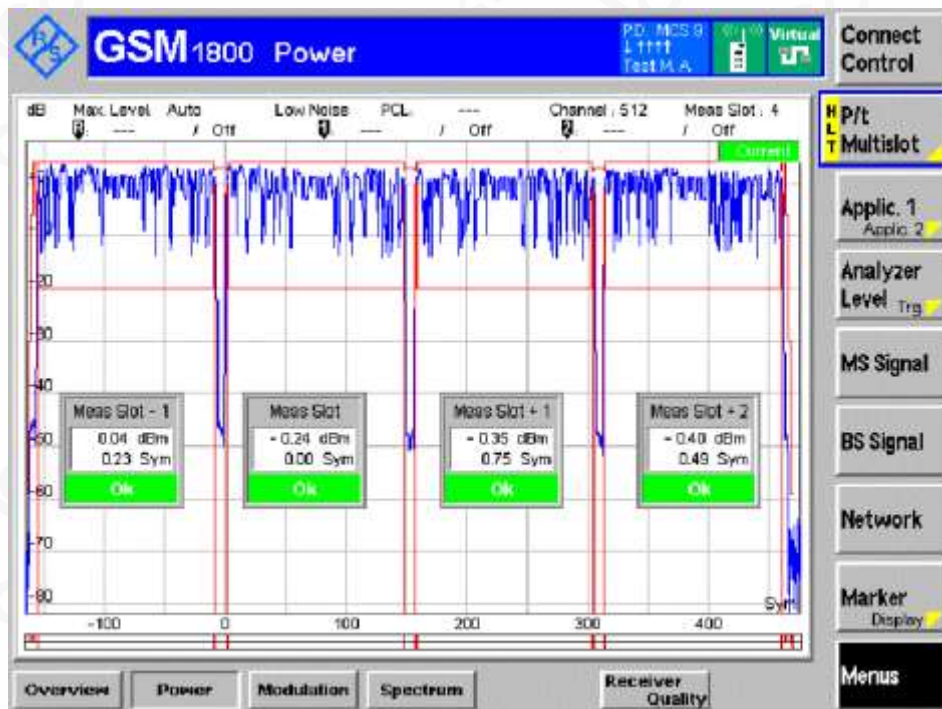 R S
GSM 1800 Power
P.D. MCS 9
↓ ↑↑↑↑
Test M. A.
Virtual
Connect
Control
dB Max. Level Auto Low Noise PCL: --- Channel : 512 Meas Slot : 4
--- / Off --- / Off 2 --- / Off
Current
H
L
T
P/t
Multislot
Applic. 1
Applic. 2
Analyzer
Level Trg
MS Signal
BS Signal
Network
Marker
Display
Menus
-20
-30
-40
-50
-60
-70
-80
Meas Slot - 1
0.04 dBm
0.23 Sym
Ok
Meas Slot
- 0.24 dBm
0.00 Sym
Ok
Meas Slot + 1
- 0.35 dBm
0.75 Sym
Ok
Meas Slot + 2
- 0.40 dBm
0.49 Sym
Ok
Sym
-100 0 100 200 300 400
Overview Power Modulation Spectrum Receiver
Quality